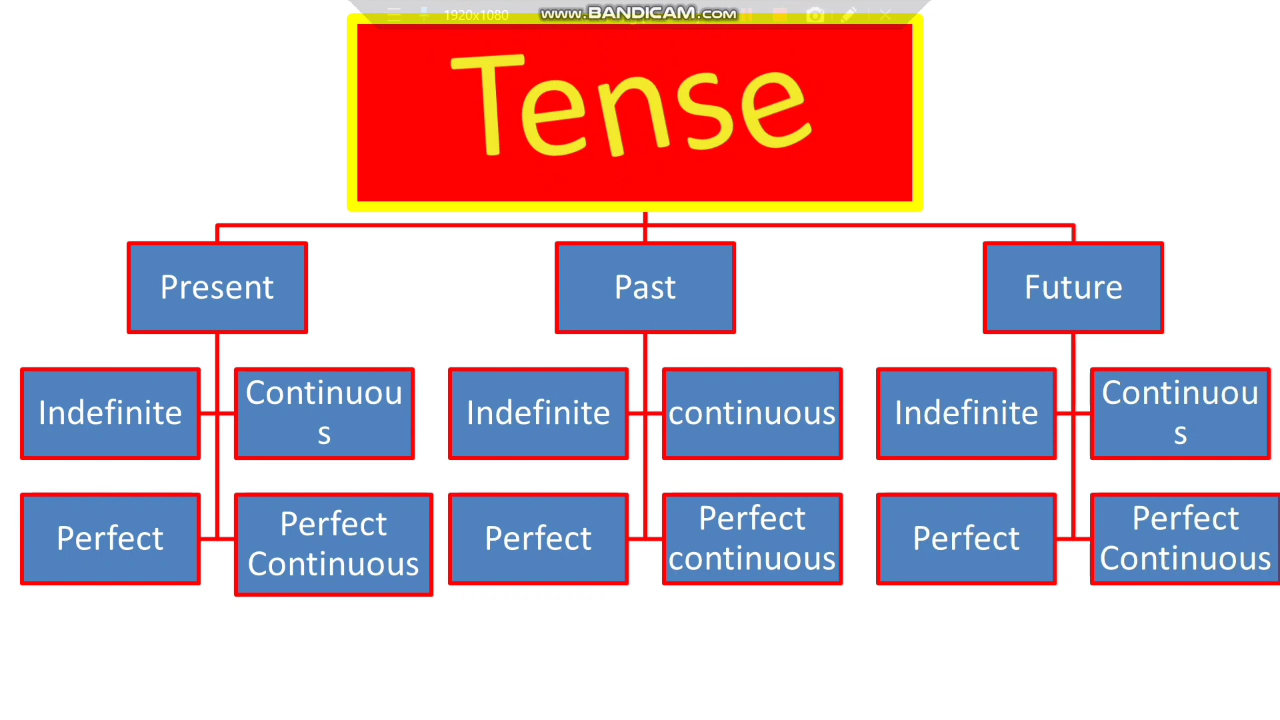 1920x1080
www.BANDICAM.com
Tense
Present
Past
Future
Indefinite
Continuou
s
Indefinite
continuous
Indefinite
Continuou
s
Perfect
Perfect
Continuous
Perfect
Perfect
continuous
Perfect
Perfect
Continuous